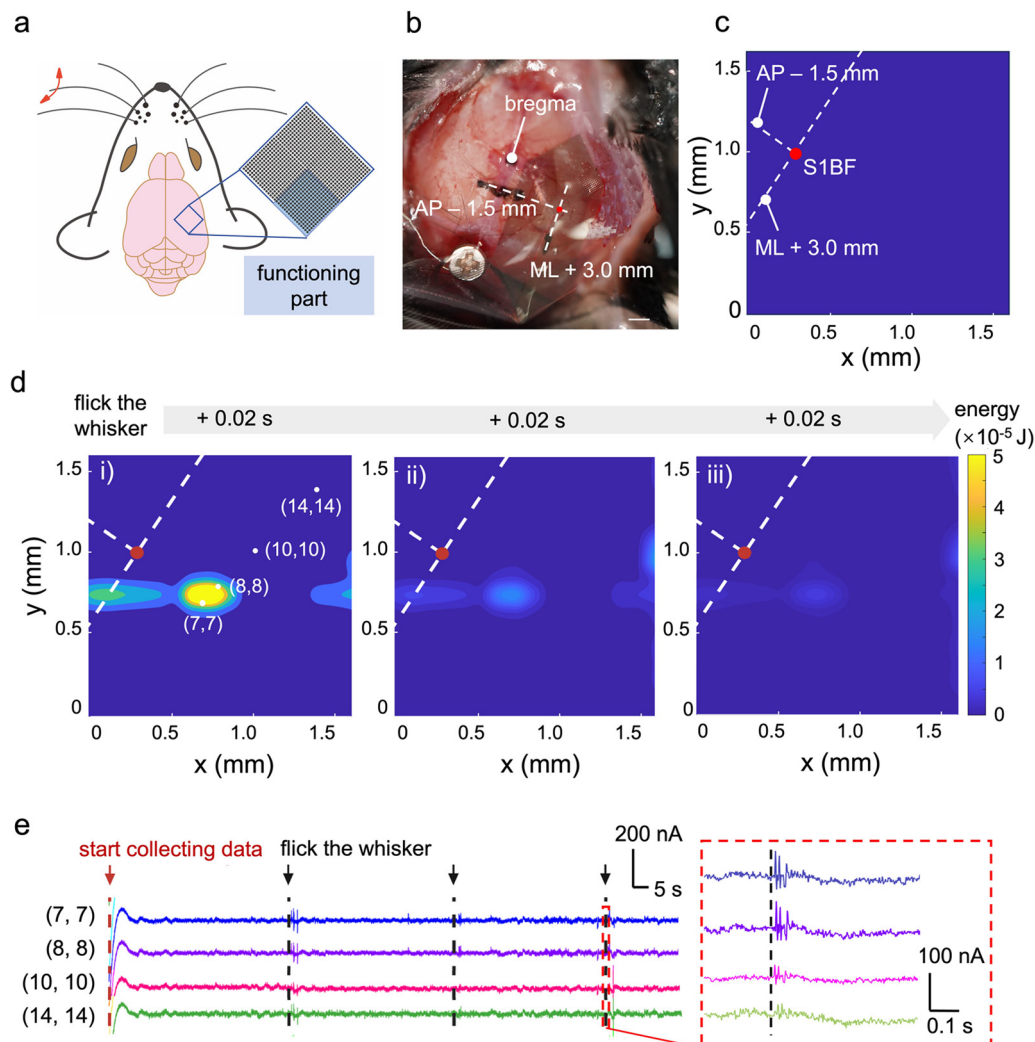 a
functioning
part
b
bregma
AP – 1.5 mm
ML + 3.0 mm
c
AP – 1.5 mm
S1BF
ML + 3.0 mm
y (mm)
1.5
1.0
0.5
0
0 0.5 1.0 1.5
x (mm)
d
flick the
whisker
+ 0.02 s
+ 0.02 s
+ 0.02 s
energy
(×10⁻⁵ J)
5
4
3
2
1
0
i)
(14,14)
(10,10)
(8,8)
(7,7)
y (mm)
1.5
1.0
0.5
0
0 0.5 1.0 1.5
x (mm)
ii)
1.5
1.0
0.5
0
0 0.5 1.0 1.5
x (mm)
iii)
1.5
1.0
0.5
0
0 0.5 1.0 1.5
x (mm)
e
start collecting data
flick the whisker
200 nA
5 s
(7, 7)
(8, 8)
(10, 10)
(14, 14)
100 nA
0.1 s